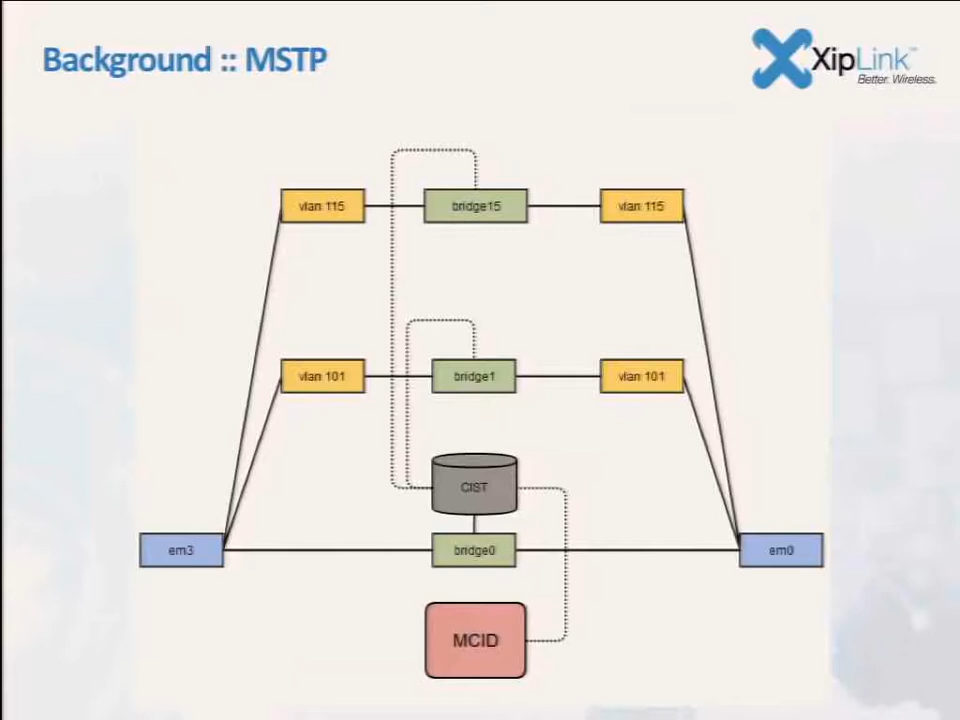 Background :: MSTP
XipLink™
Better. Wireless.
vlan 115
bridge15
vlan 115
vlan 101
bridge1
vlan 101
CIST
em3
bridge0
em0
MCID